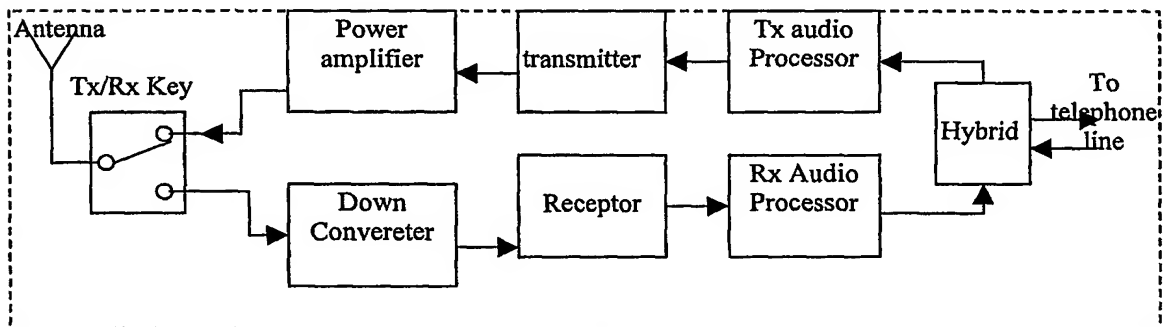 Antenna
Tx/Rx Key
Power
amplifier
transmitter
Tx audio
Processor
Hybrid
To
telephone
line
Down
Convereter
Receptor
Rx Audio
Processor